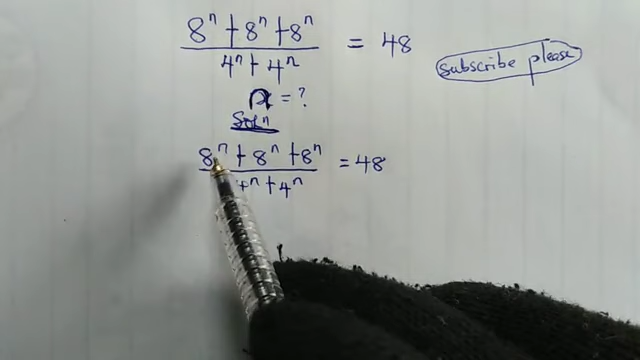 8ⁿ + 8ⁿ + 8ⁿ / 4ⁿ + 4ⁿ = 48
subscribe please
n = ?
Solⁿ
8ⁿ + 8ⁿ + 8ⁿ / 4ⁿ + 4ⁿ = 48